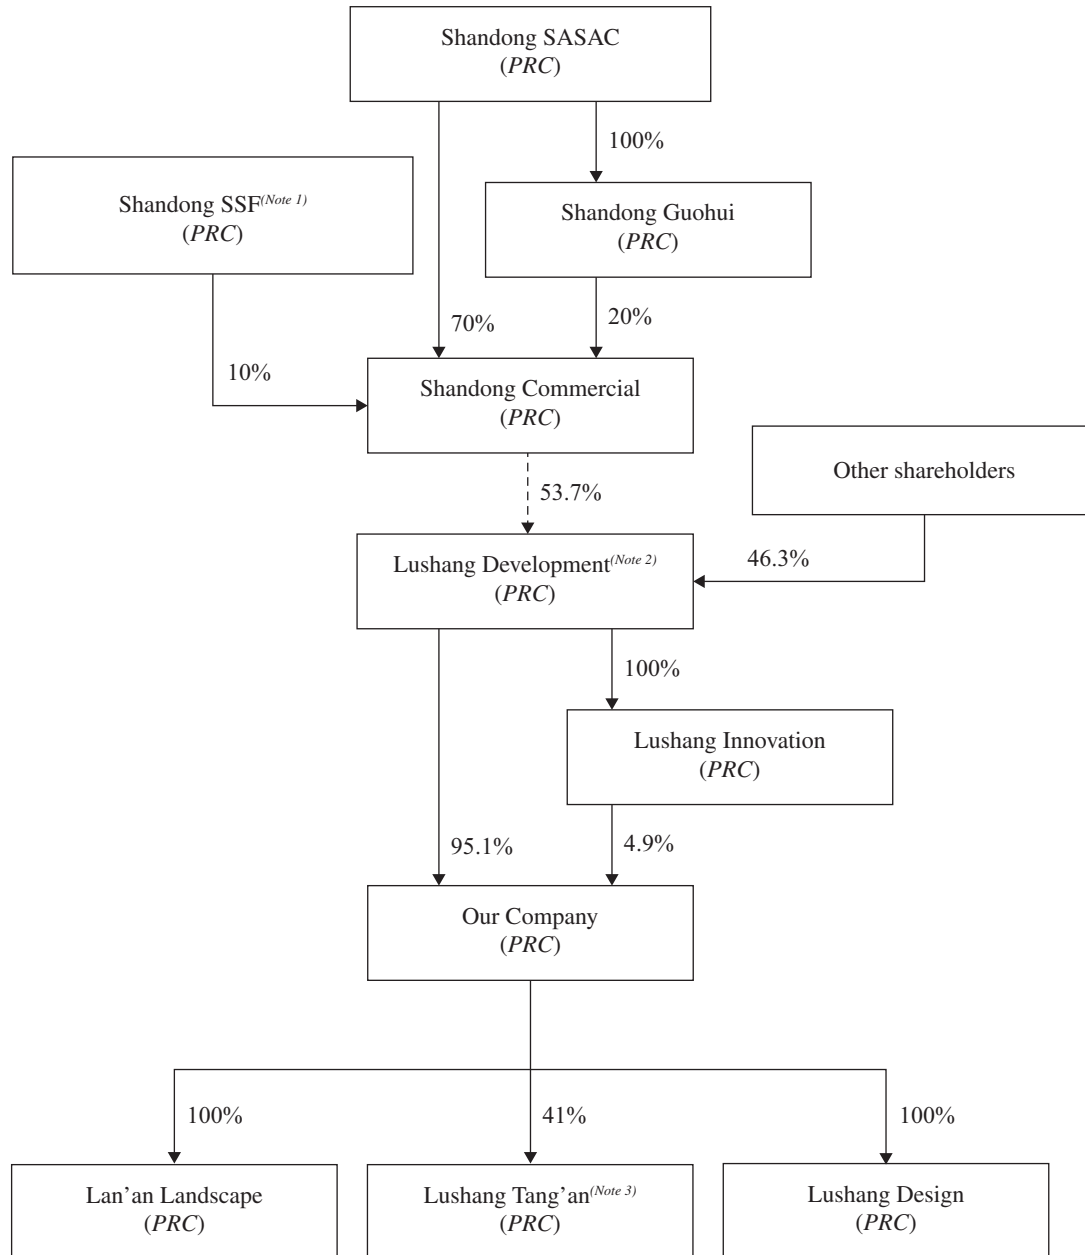 Shandong SASAC
(PRC)
100%
Shandong SSF(Note 1)
(PRC)
Shandong Guohui
(PRC)
70%
20%
10%
Shandong Commercial
(PRC)
Other shareholders
53.7%
Lushang Development(Note 2)
(PRC)
46.3%
100%
Lushang Innovation
(PRC)
95.1%
4.9%
Our Company
(PRC)
100%
41%
100%
Lan’an Landscape
(PRC)
Lushang Tang’an(Note 3)
(PRC)
Lushang Design
(PRC)